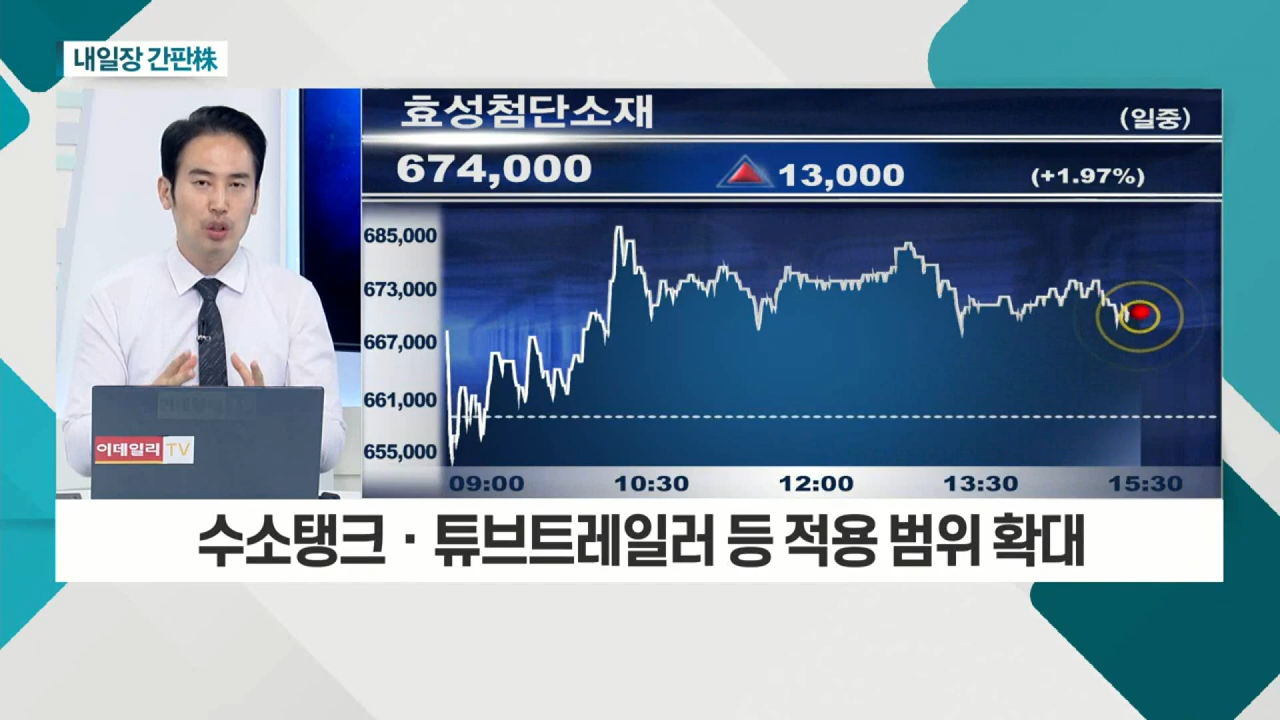 내일장 간판株
효성첨단소재
(일중)
674,000
13,000
(+1.97%)
685,000
673,000
667,000
661,000
655,000
09:00
10:30
12:00
13:30
15:30
이데일리TV
수소탱크·튜브트레일러 등 적용 범위 확대